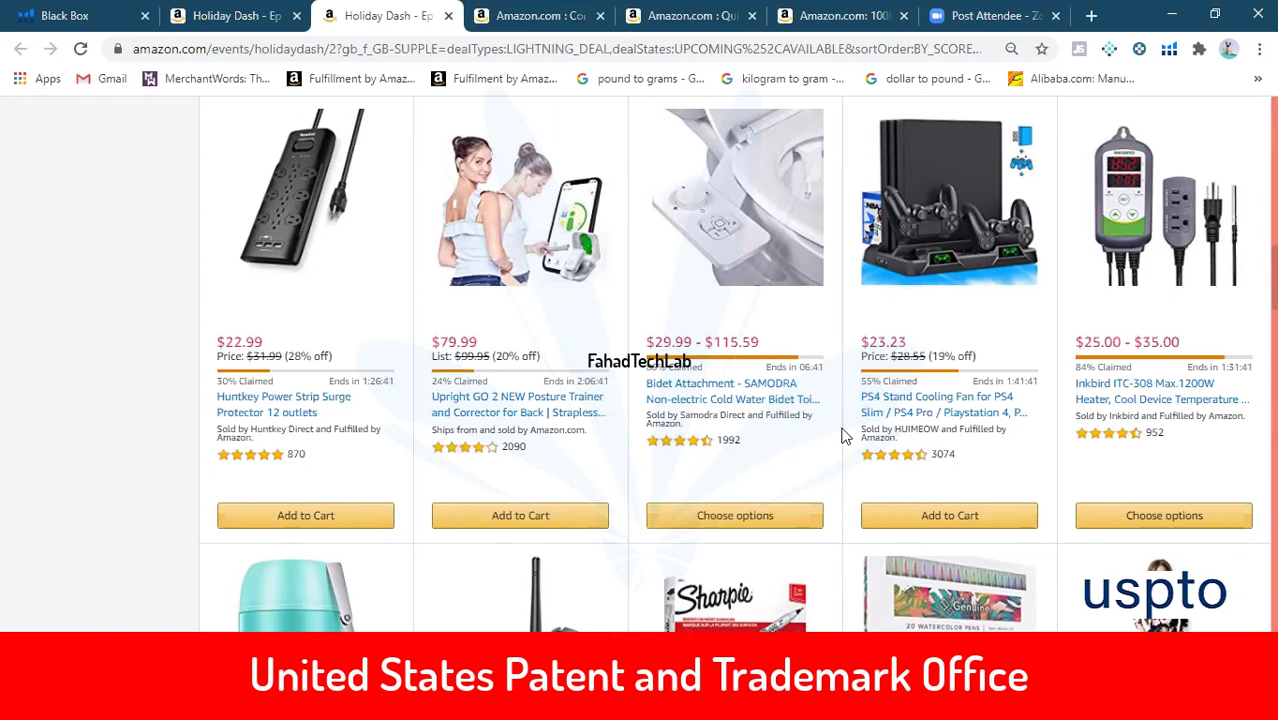 Black Box
Holiday Dash - Ep
Holiday Dash - Ep
Amazon.com : Co
Amazon.com : Qu
Amazon.com: 100
Post Attendee - Zo
amazon.com/events/holidaydash/2?gb_f_GB-SUPPLE=dealTypes:LIGHTNING_DEAL,dealStates:UPCOMING%252CAVAILABLE&sortOrder:BY_SCORE...
Apps
Gmail
MerchantWords: Th...
Fulfillment by Amaz...
Fulfilment by Amaz...
pound to grams - G...
kilogram to gram -...
dollar to pound - G...
Alibaba.com: Manu...
$22.99
Price: $31.99 (28% off)
30% Claimed Ends in 1:26:41
Huntkey Power Strip Surge
Protector 12 outlets
Sold by Huntkey Direct and Fulfilled by
Amazon.
870
Add to Cart
$79.99
List: $99.95 (20% off)
24% Claimed Ends in 2:06:41
Upright GO 2 NEW Posture Trainer
and Corrector for Back | Strapless...
Ships from and sold by Amazon.com.
2090
Add to Cart
$29.99 - $115.59
Claimed Ends in 06:41
Bidet Attachment - SAMODRA
Non-electric Cold Water Bidet Toi...
Sold by Samodra Direct and Fulfilled by
Amazon.
1992
Choose options
$23.23
Price: $28.55 (19% off)
55% Claimed Ends in 1:41:41
PS4 Stand Cooling Fan for PS4
Slim / PS4 Pro / Playstation 4, P...
Sold by HUIMEOW and Fulfilled by
Amazon.
3074
Add to Cart
$25.00 - $35.00
84% Claimed Ends in 1:31:41
Inkbird ITC-308 Max.1200W
Heater, Cool Device Temperature ...
Sold by Inkbird and Fulfilled by Amazon.
952
Choose options
FahadTechLab
Sharpie
Genuine
20 WATERCOLOR PENS
uspto
United States Patent and Trademark Office